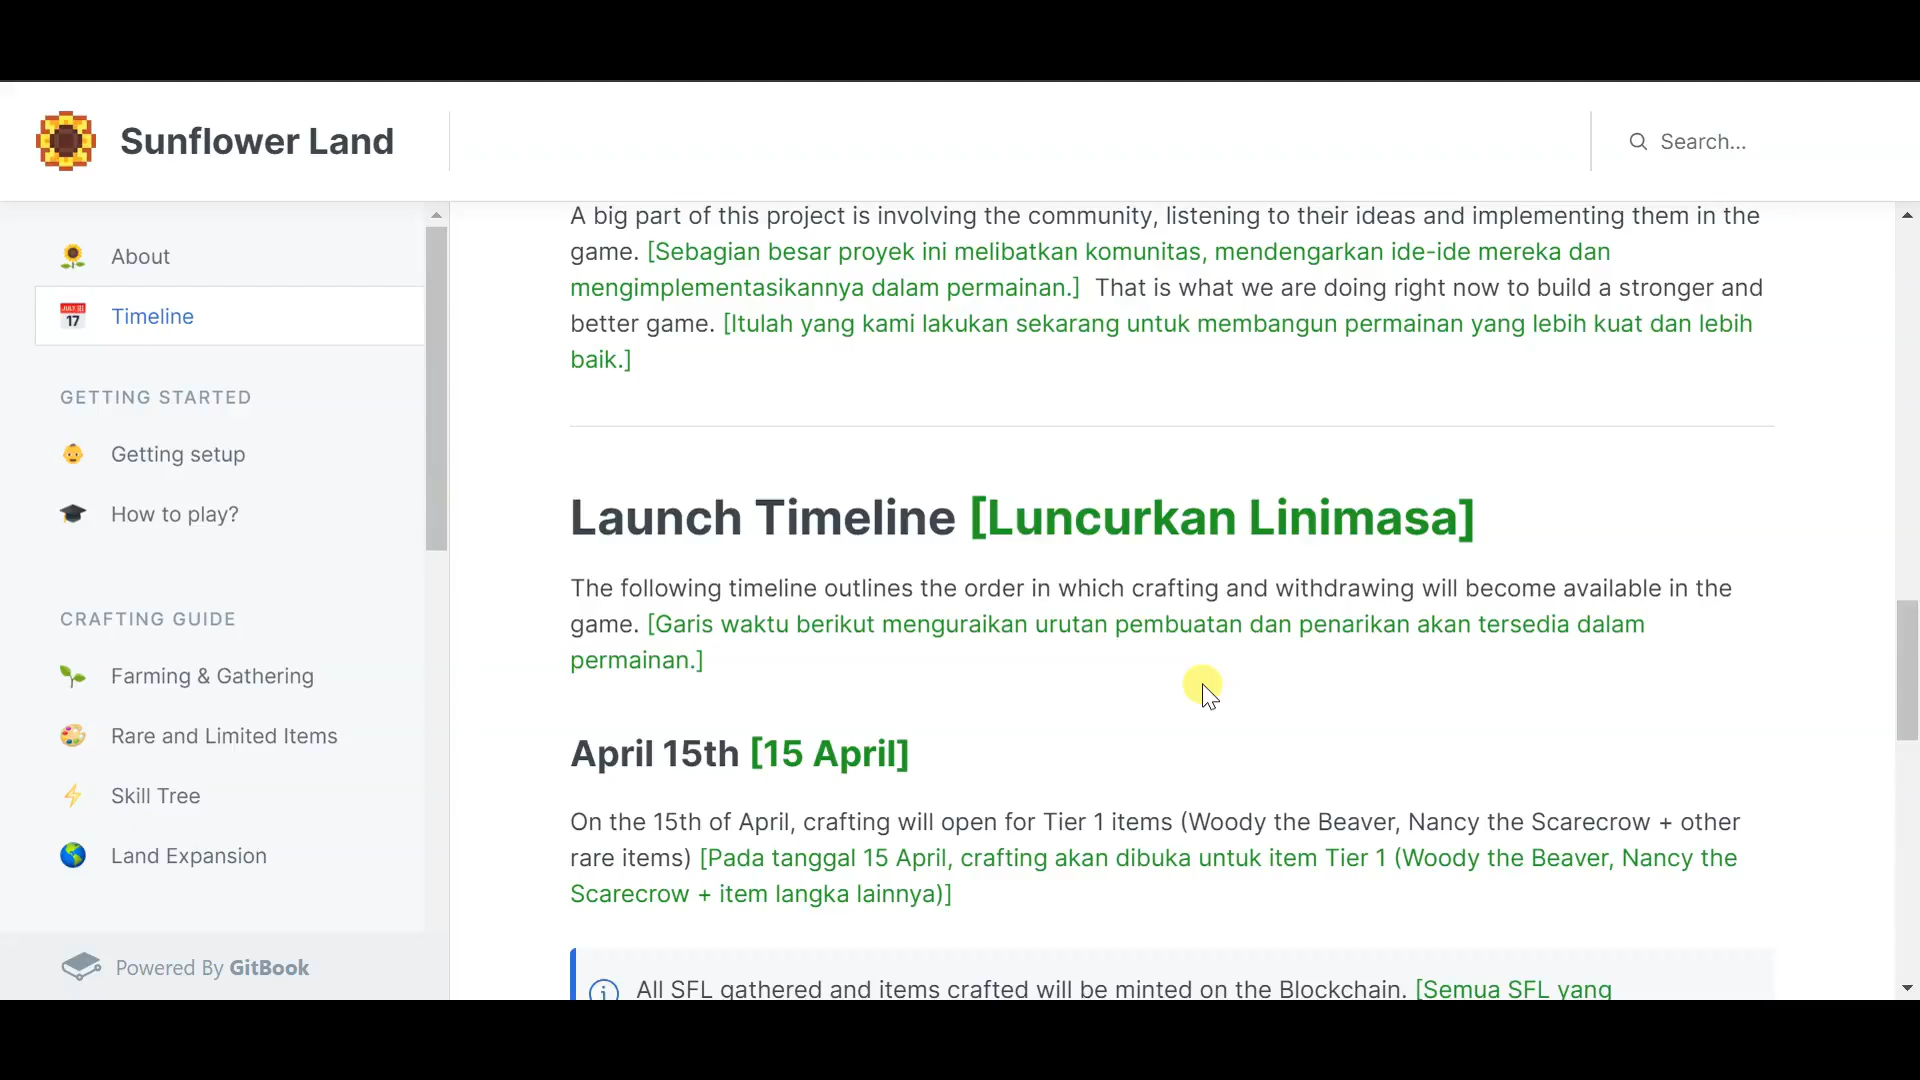 Sunflower Land
Search...
About
JULY 31
17
Timeline
GETTING STARTED
Getting setup
How to play?
CRAFTING GUIDE
Farming & Gathering
Rare and Limited Items
Skill Tree
Land Expansion
Powered By GitBook
A big part of this project is involving the community, listening to their ideas and implementing them in the
game. [Sebagian besar proyek ini melibatkan komunitas, mendengarkan ide-ide mereka dan
mengimplementasikannya dalam permainan.] That is what we are doing right now to build a stronger and
better game. [Itulah yang kami lakukan sekarang untuk membangun permainan yang lebih kuat dan lebih
baik.]
Launch Timeline [Luncurkan Linimasa]
The following timeline outlines the order in which crafting and withdrawing will become available in the
game. [Garis waktu berikut menguraikan urutan pembuatan dan penarikan akan tersedia dalam
permainan.]
April 15th [15 April]
On the 15th of April, crafting will open for Tier 1 items (Woody the Beaver, Nancy the Scarecrow + other
rare items) [Pada tanggal 15 April, crafting akan dibuka untuk item Tier 1 (Woody the Beaver, Nancy the
Scarecrow + item langka lainnya)]
All SFL gathered and items crafted will be minted on the Blockchain. [Semua SFL yang